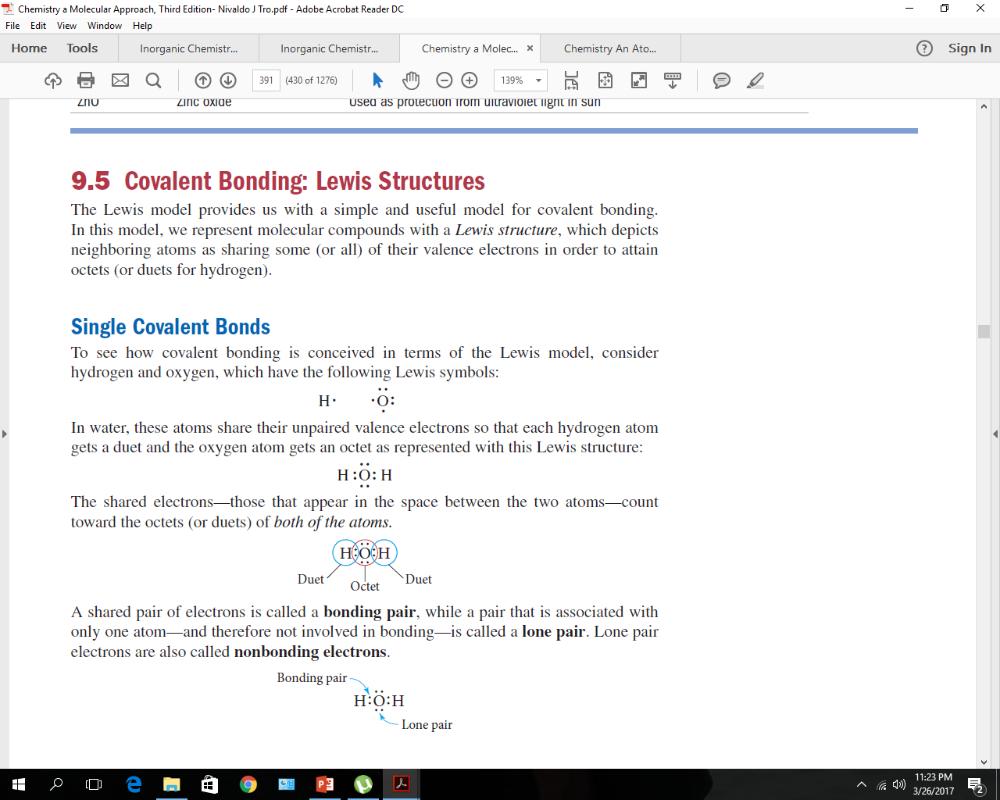 Chemistry a Molecular Approach, Third Edition- Nivaldo J Tro.pdf - Adobe Acrobat Reader DC
File Edit View Window Help
Home Tools Inorganic Chemistr... Inorganic Chemistr... Chemistry a Molec... × Chemistry An Ato... ? Sign In
391 (430 of 1276) 139%
ZnO Zinc oxide Used as protection from ultraviolet light in sun
9.5 Covalent Bonding: Lewis Structures
The Lewis model provides us with a simple and useful model for covalent bonding.
In this model, we represent molecular compounds with a Lewis structure, which depicts
neighboring atoms as sharing some (or all) of their valence electrons in order to attain
octets (or duets for hydrogen).
Single Covalent Bonds
To see how covalent bonding is conceived in terms of the Lewis model, consider
hydrogen and oxygen, which have the following Lewis symbols:
H· ·O:
In water, these atoms share their unpaired valence electrons so that each hydrogen atom
gets a duet and the oxygen atom gets an octet as represented with this Lewis structure:
H:O:H
The shared electrons—those that appear in the space between the two atoms—count
toward the octets (or duets) of both of the atoms.
H:O:H
Duet Octet Duet
A shared pair of electrons is called a bonding pair, while a pair that is associated with
only one atom—and therefore not involved in bonding—is called a lone pair. Lone pair
electrons are also called nonbonding electrons.
Bonding pair
H:O:H
Lone pair
11:23 PM
3/26/2017
2